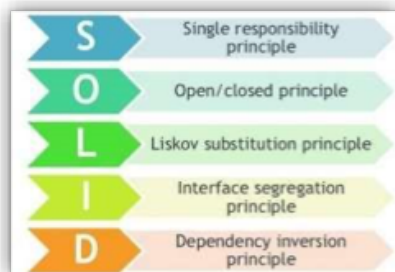 S
Single responsibility
principle
O
Open/closed principle
L
Liskov substitution principle
I
Interface segregation
principle
D
Dependency inversion
principle